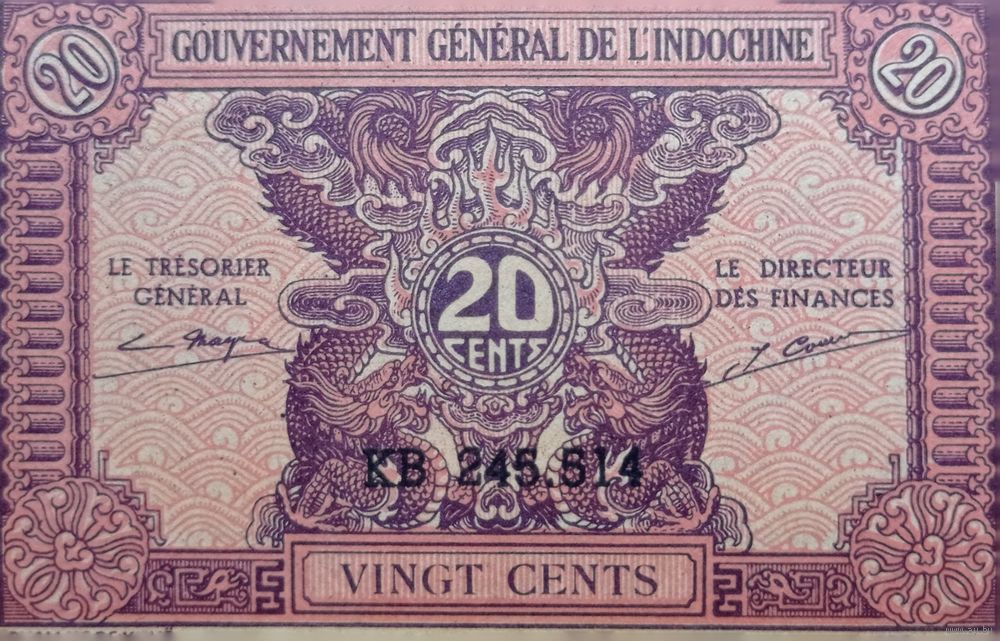 20 GOUVERNEMENT GÉNÉRAL DE L'INDOCHINE 20
LE TRÉSORIER
GÉNÉRAL
20
CENTS
LE DIRECTEUR
DES FINANCES
KB 245.514
VINGT CENTS